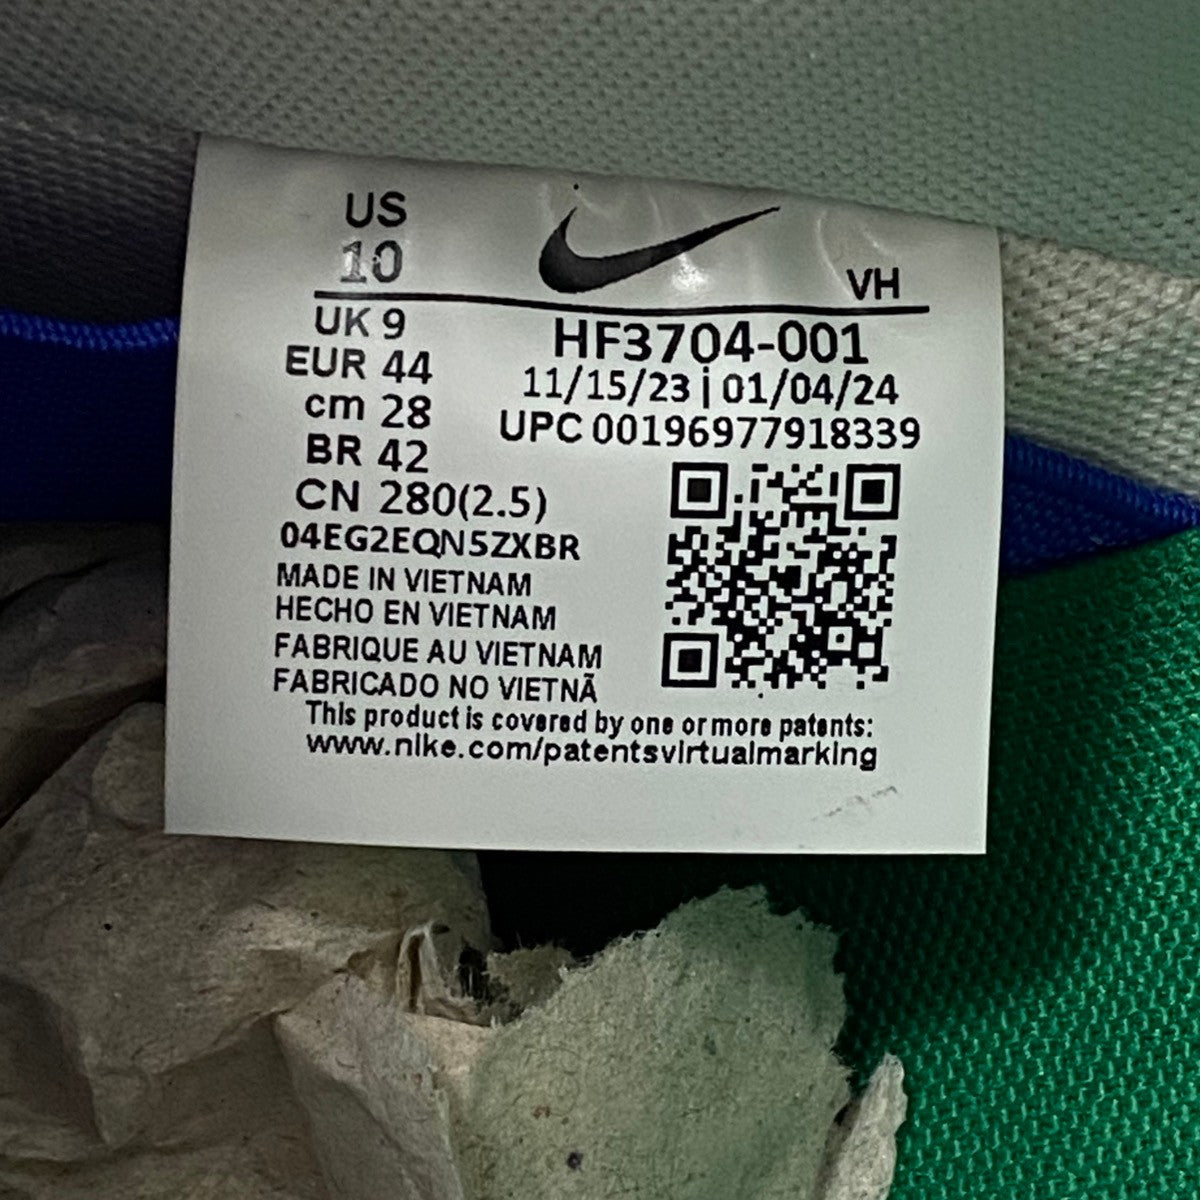 US
10
VH
UK 9
EUR 44
cm 28
BR 42
CN 280(2.5)
04EG2EQN5ZXBR
HF3704-001
11/15/23 | 01/04/24
UPC 00196977918339
MADE IN VIETNAM
HECHO EN VIETNAM
FABRIQUE AU VIETNAM
FABRICADO NO VIETNÃ
This product is covered by one or more patents:
www.nike.com/patentsvirtualmarking